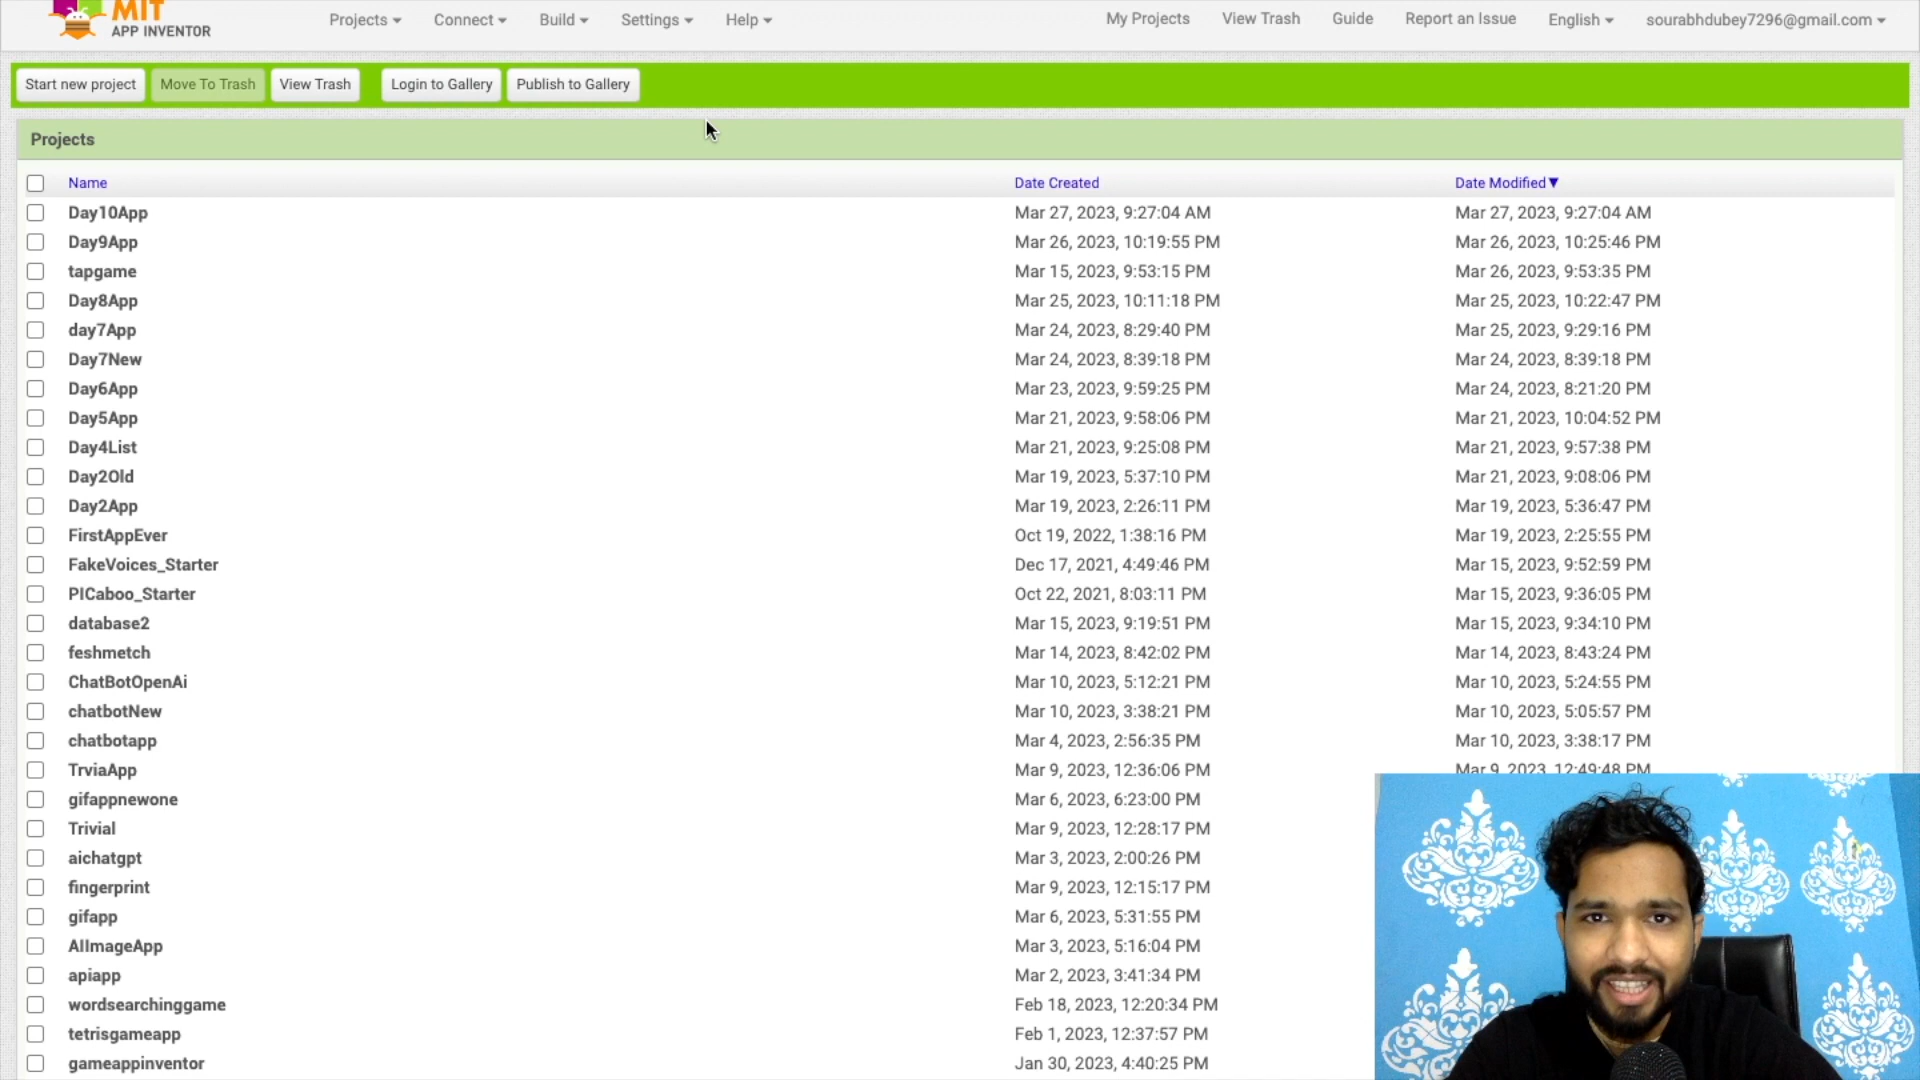 MIT
APP INVENTOR
Projects Connect Build Settings Help
My Projects View Trash Guide Report an Issue English sourabhdubey7296@gmail.com
Start new project Move To Trash View Trash Login to Gallery Publish to Gallery
Projects
Name Date Created Date Modified▼
Day10App Mar 27, 2023, 9:27:04 AM Mar 27, 2023, 9:27:04 AM
Day9App Mar 26, 2023, 10:19:55 PM Mar 26, 2023, 10:25:46 PM
tapgame Mar 15, 2023, 9:53:15 PM Mar 26, 2023, 9:53:35 PM
Day8App Mar 25, 2023, 10:11:18 PM Mar 25, 2023, 10:22:47 PM
day7App Mar 24, 2023, 8:29:40 PM Mar 25, 2023, 9:29:16 PM
Day7New Mar 24, 2023, 8:39:18 PM Mar 24, 2023, 8:39:18 PM
Day6App Mar 23, 2023, 9:59:25 PM Mar 24, 2023, 8:21:20 PM
Day5App Mar 21, 2023, 9:58:06 PM Mar 21, 2023, 10:04:52 PM
Day4List Mar 21, 2023, 9:25:08 PM Mar 21, 2023, 9:57:38 PM
Day2Old Mar 19, 2023, 5:37:10 PM Mar 21, 2023, 9:08:06 PM
Day2App Mar 19, 2023, 2:26:11 PM Mar 19, 2023, 5:36:47 PM
FirstAppEver Oct 19, 2022, 1:38:16 PM Mar 19, 2023, 2:25:55 PM
FakeVoices_Starter Dec 17, 2021, 4:49:46 PM Mar 15, 2023, 9:52:59 PM
PICaboo_Starter Oct 22, 2021, 8:03:11 PM Mar 15, 2023, 9:36:05 PM
database2 Mar 15, 2023, 9:19:51 PM Mar 15, 2023, 9:34:10 PM
feshmetch Mar 14, 2023, 8:42:02 PM Mar 14, 2023, 8:43:24 PM
ChatBotOpenAi Mar 10, 2023, 5:12:21 PM Mar 10, 2023, 5:24:55 PM
chatbotNew Mar 10, 2023, 3:38:21 PM Mar 10, 2023, 5:05:57 PM
chatbotapp Mar 4, 2023, 2:56:35 PM Mar 10, 2023, 3:38:17 PM
TrviaApp Mar 9, 2023, 12:36:06 PM Mar 9, 2023, 12:49:48 PM
gifappnewone Mar 6, 2023, 6:23:00 PM
Trivial Mar 9, 2023, 12:28:17 PM
aichatgpt Mar 3, 2023, 2:00:26 PM
fingerprint Mar 9, 2023, 12:15:17 PM
gifapp Mar 6, 2023, 5:31:55 PM
AIImageApp Mar 3, 2023, 5:16:04 PM
apiapp Mar 2, 2023, 3:41:34 PM
wordsearchinggame Feb 18, 2023, 12:20:34 PM
tetrisgameapp Feb 1, 2023, 12:37:57 PM
gameappinventor Jan 30, 2023, 4:40:25 PM